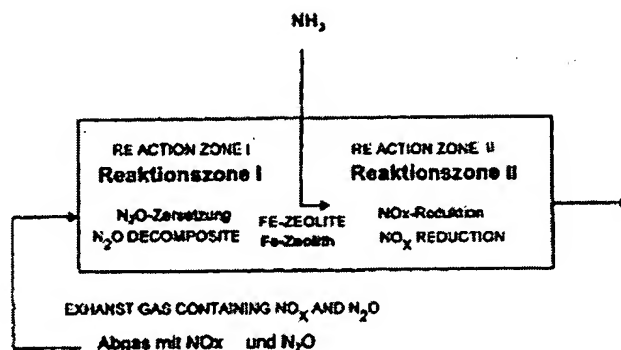 NH₃
RE ACTION ZONE I
Reaktionszone I
RE ACTION ZONE II
Reaktionszone II
N₂O-Zersetzung
N₂O DECOMPOSITE
FE-ZEOLITE
Fe-Zeolith
NOx-Reduktion
NOX REDUCTION
EXHANST GAS CONTAINING NOX AND N₂O
Abgas mit NOx und N₂O